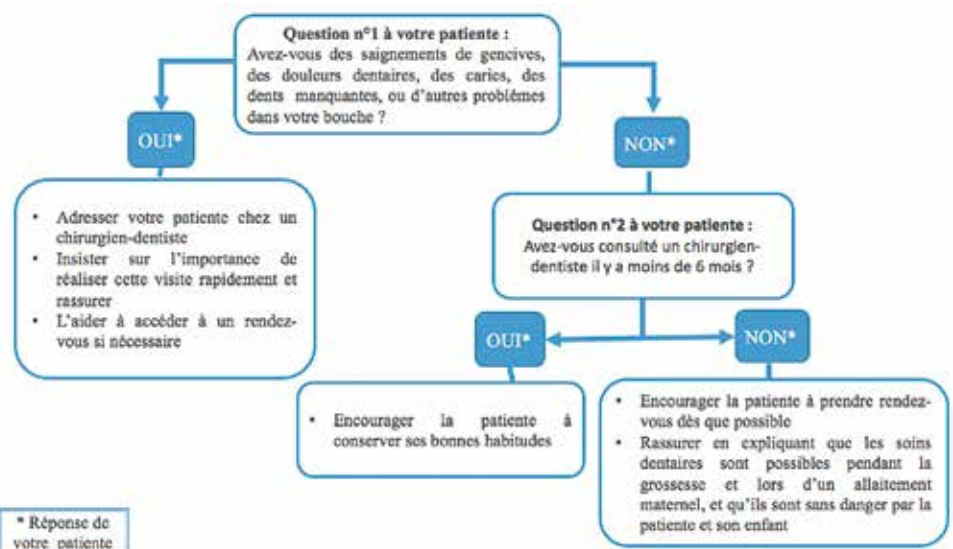 Question n°1 à votre patiente :
Avez-vous des saignements de gencives,
des douleurs dentaires, des caries, des
dents manquantes, ou d'autres problèmes
dans votre bouche ?
OUI*
NON*
• Adresser votre patiente chez un
chirurgien-dentiste
• Insister sur l'importance de
réaliser cette visite rapidement et
rassurer
• L'aider à accéder à un rendez-
vous si nécessaire
Question n°2 à votre patiente :
Avez-vous consulté un chirurgien-
dentiste il y a moins de 6 mois ?
OUI*
NON*
• Encourager la patiente à
conserver ses bonnes habitudes
• Encourager la patiente à prendre rendez-
vous dès que possible
• Rassurer en expliquant que les soins
dentaires sont possibles pendant la
grossesse et lors d'un allaitement
maternel, et qu'ils sont sans danger par la
patiente et son enfant
* Réponse de
votre patiente